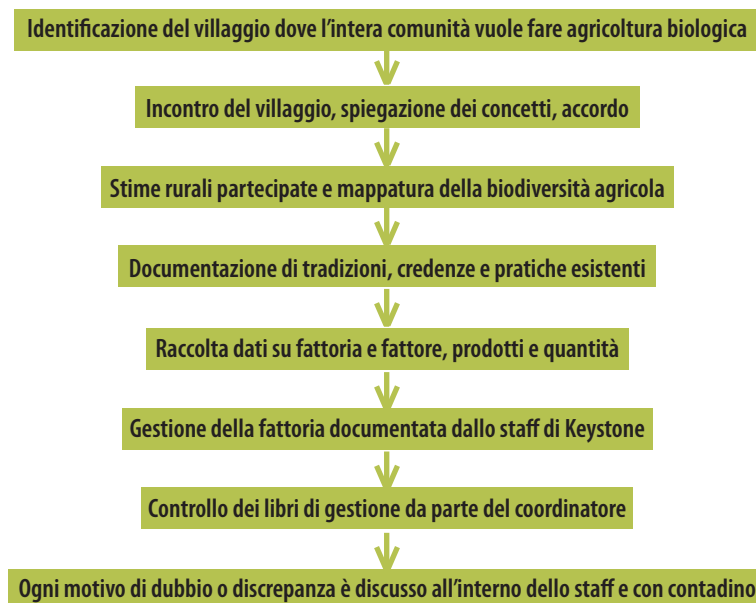 Identificazione del villaggio dove l'intera comunità vuole fare agricoltura biologica
Incontro del villaggio, spiegazione dei concetti, accordo
Stime rurali partecipate e mappatura della biodiversità agricola
Documentazione di tradizioni, credenze e pratiche esistenti
Raccolta dati su fattoria e fattore, prodotti e quantità
Gestione della fattoria documentata dallo staff di Keystone
Controllo dei libri di gestione da parte del coordinatore
Ogni motivo di dubbio o discrepanza è discusso all'interno dello staff e con contadino